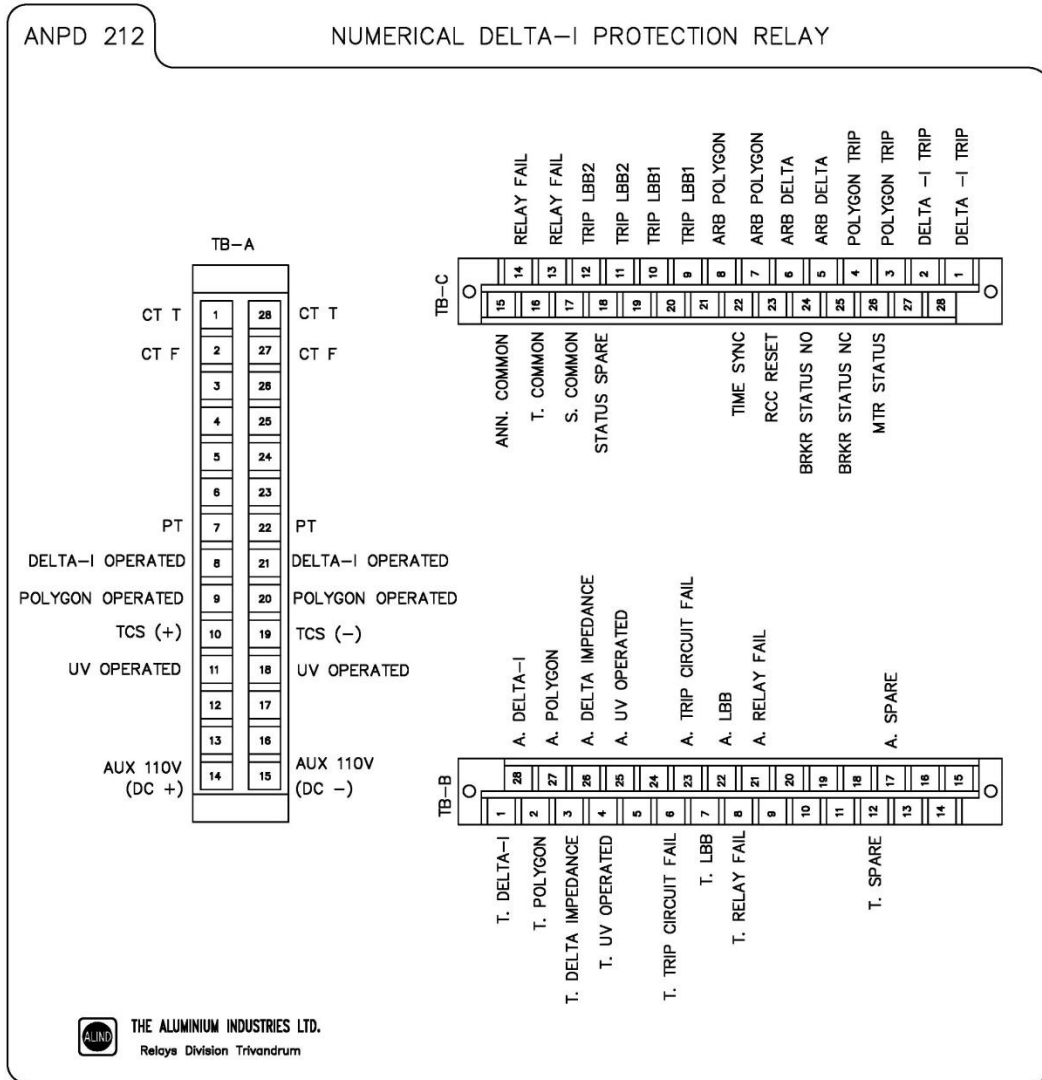 ANPD 212
NUMERICAL DELTA-I PROTECTION RELAY
TB-A
CT T 1 28 CT T
CT F 2 27 CT F
3 26
4 25
5 24
6 23
PT 7 22 PT
DELTA-I OPERATED 8 21 DELTA-I OPERATED
POLYGON OPERATED 9 20 POLYGON OPERATED
TCS (+) 10 19 TCS (-)
UV OPERATED 11 18 UV OPERATED
12 17
13 16
AUX 110V 14 15 AUX 110V
(DC +) (DC -)
TB-C
RELAY FAIL
RELAY FAIL
TRIP LBB2
TRIP LBB2
TRIP LBB1
TRIP LBB1
ARB POLYGON
ARB POLYGON
ARB DELTA
ARB DELTA
POLYGON TRIP
POLYGON TRIP
DELTA -I TRIP
DELTA -I TRIP
14 13 12 11 10 9 8 7 6 5 4 3 2 1
15 16 17 18 19 20 21 22 23 24 25 26 27 28
ANN. COMMON
T. COMMON
S. COMMON
STATUS SPARE
TIME SYNC
RCC RESET
BRKR STATUS NO
BRKR STATUS NC
MTR STATUS
TB-B
A. DELTA-I
A. POLYGON
A. DELTA IMPEDANCE
A. UV OPERATED
A. TRIP CIRCUIT FAIL
A. LBB
A. RELAY FAIL
A. SPARE
28 27 26 25 24 23 22 21 20 19 18 17 16 15
1 2 3 4 5 6 7 8 9 10 11 12 13 14
T. DELTA-I
T. POLYGON
T. DELTA IMPEDANCE
T. UV OPERATED
T. TRIP CIRCUIT FAIL
T. LBB
T. RELAY FAIL
T. SPARE
ALIND
THE ALUMINIUM INDUSTRIES LTD.
Relays Division Trivandrum